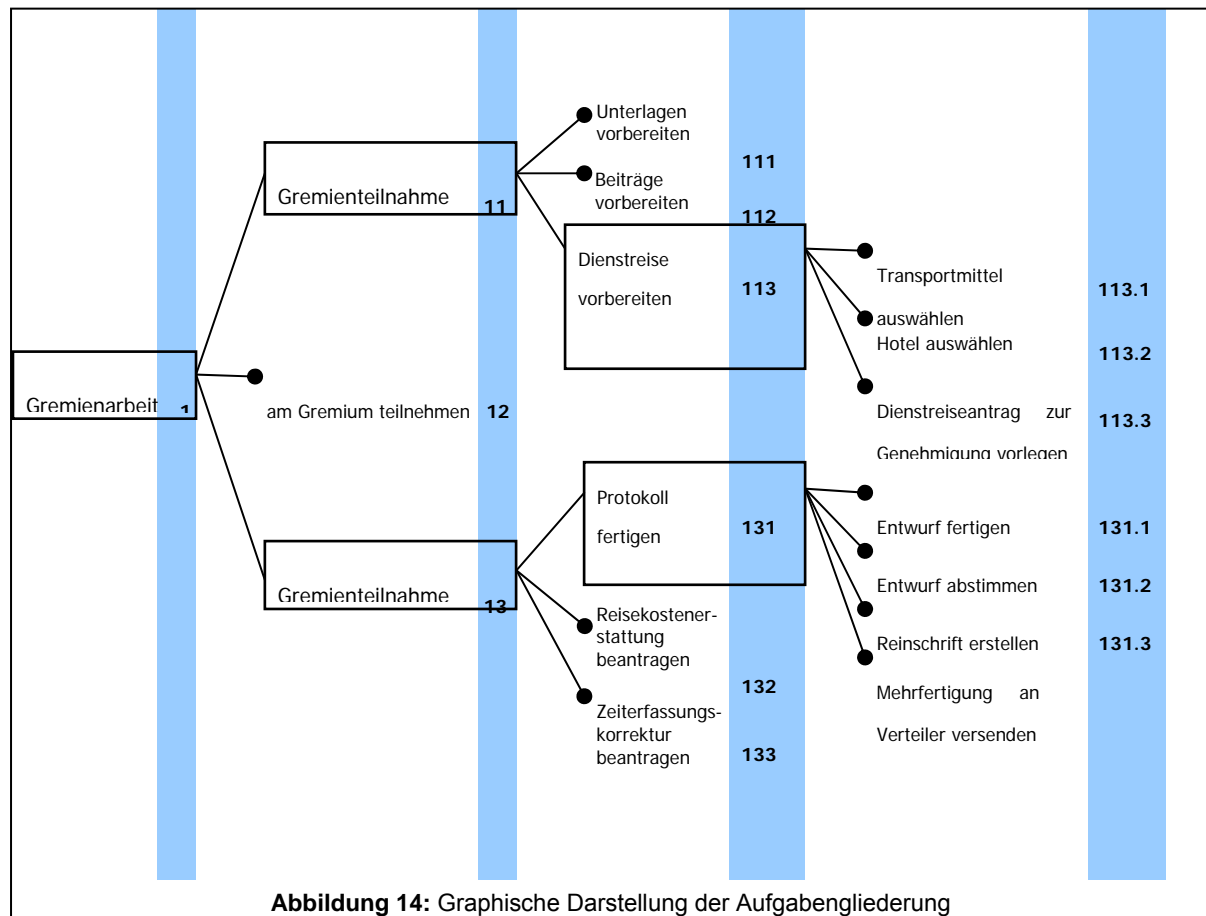 Gremienarbeit 1
Gremienteilnahme
11
am Gremium teilnehmen 12
Gremienteilnahme
13
Unterlagen
vorbereiten
111
Beiträge
vorbereiten
112
Dienstreise
vorbereiten 113
Transportmittel
auswählen
113.1
Hotel auswählen
113.2
Dienstreiseantrag zur
Genehmigung vorlegen
113.3
Protokoll
fertigen 131
Entwurf fertigen 131.1
Entwurf abstimmen 131.2
Reinschrift erstellen 131.3
Mehrfertigung an
Verteiler versenden
Reisekostener-
stattung
beantragen
132
Zeiterfassungs-
korrektur
beantragen 133
Abbildung 14: Graphische Darstellung der Aufgabengliederung